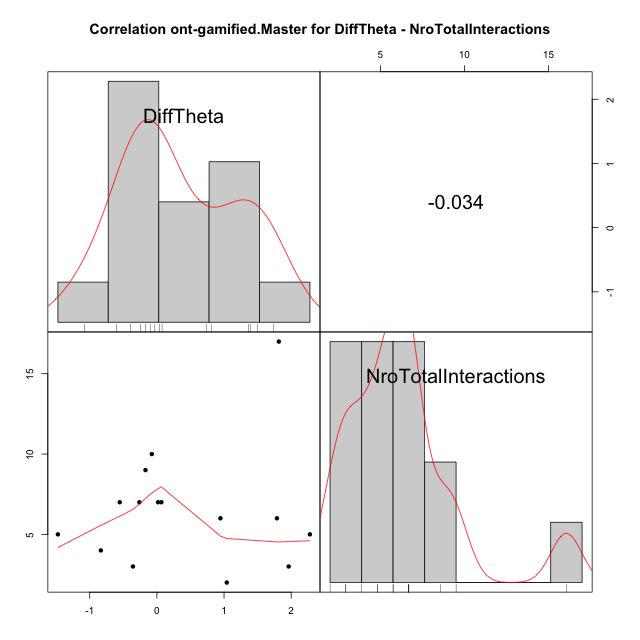 Correlation ont-gamified.Master for DiffTheta - NroTotalInteractions
5 10 15
DiffTheta
2
1
-0.034
0
-1
NroTotalInteractions
15
10
5
-1 0 1 2